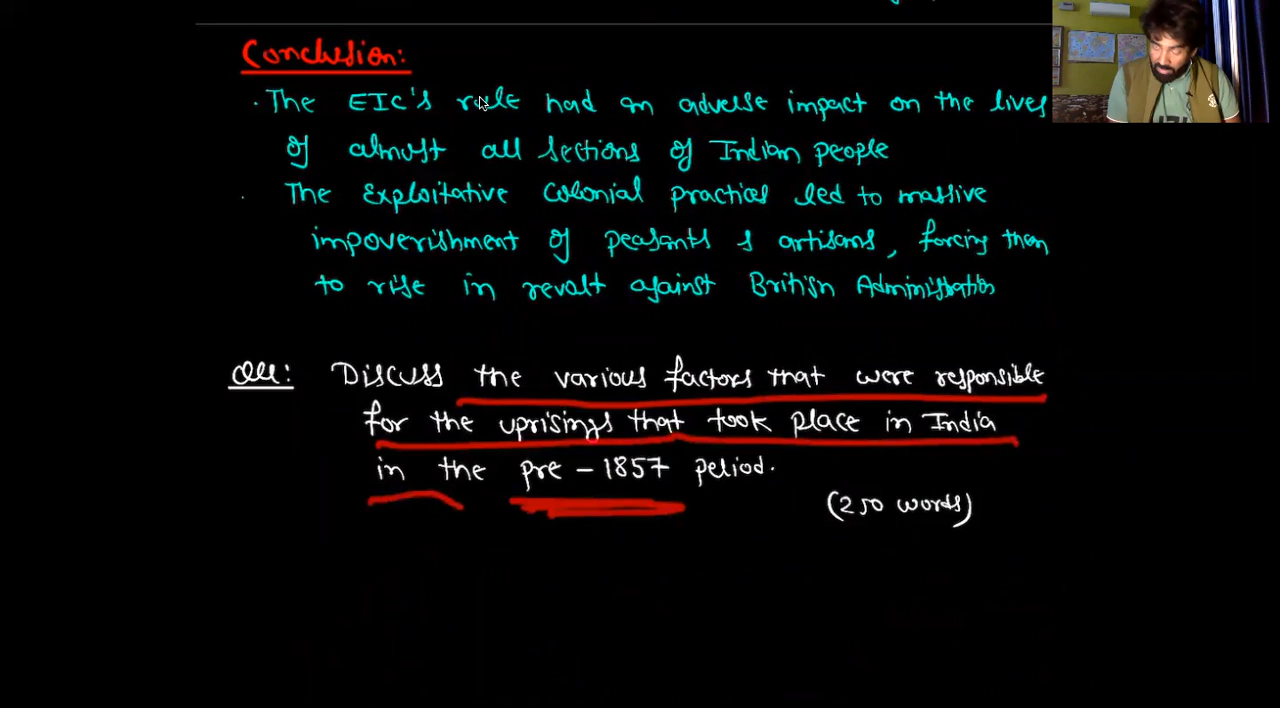 Conclusion:
· The EIC's rule had an adverse impact on the lives
of almost all sections of Indian people
· The Exploitative Colonial practices led to massive
impoverishment of peasants & artisans, forcing them
to rise in revolt against British Administration
Que: Discuss the various factors that were responsible
for the uprisings that took place in India
in the pre-1857 period.
(250 words)